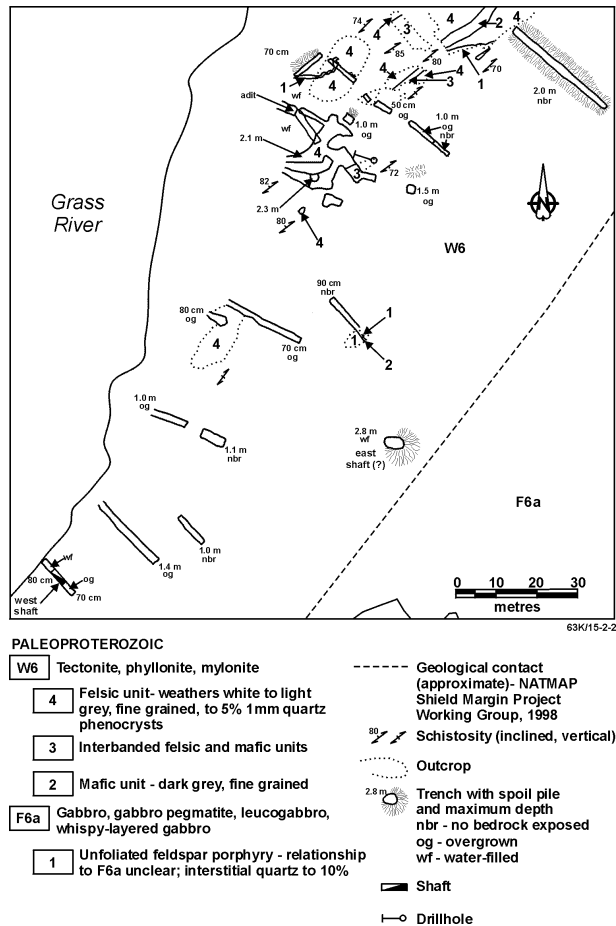 74
4
3
4
2
4
70 cm
4
85
80
4
1
wf
4
4
3
1
70
50 cm
og
2.0 m
nbr
adit
wf
1.0 m
og
1.0 m
og
nbr
2.1 m
4
3
72
82
1.5 m
og
2.3 m
80
4
Grass
River
N
W6
90 cm
nbr
80 cm
og
1
1
4
70 cm
og
2
1.0 m
og
1.1 m
nbr
2.8 m
wf
east
shaft (?)
F6a
1.4 m
og
1.0 m
nbr
wf
80 cm
og
west
shaft
70 cm
0 10 20 30
metres
63K/15-2-2
PALEOPROTEROZOIC
W6 Tectonite, phyllonite, mylonite
4 Felsic unit- weathers white to light
grey, fine grained, to 5% 1mm quartz
phenocrysts
3 Interbanded felsic and mafic units
2 Mafic unit - dark grey, fine grained
F6a Gabbro, gabbro pegmatite, leucogabbro,
whispy-layered gabbro
1 Unfoliated feldspar porphyry - relationship
to F6a unclear; interstitial quartz to 10%
Geological contact
(approximate)- NATMAP
Shield Margin Project
Working Group, 1998
80 Schistosity (inclined, vertical)
Outcrop
2.8 m Trench with spoil pile
and maximum depth
nbr - no bedrock exposed
og - overgrown
wf - water-filled
Shaft
Drillhole